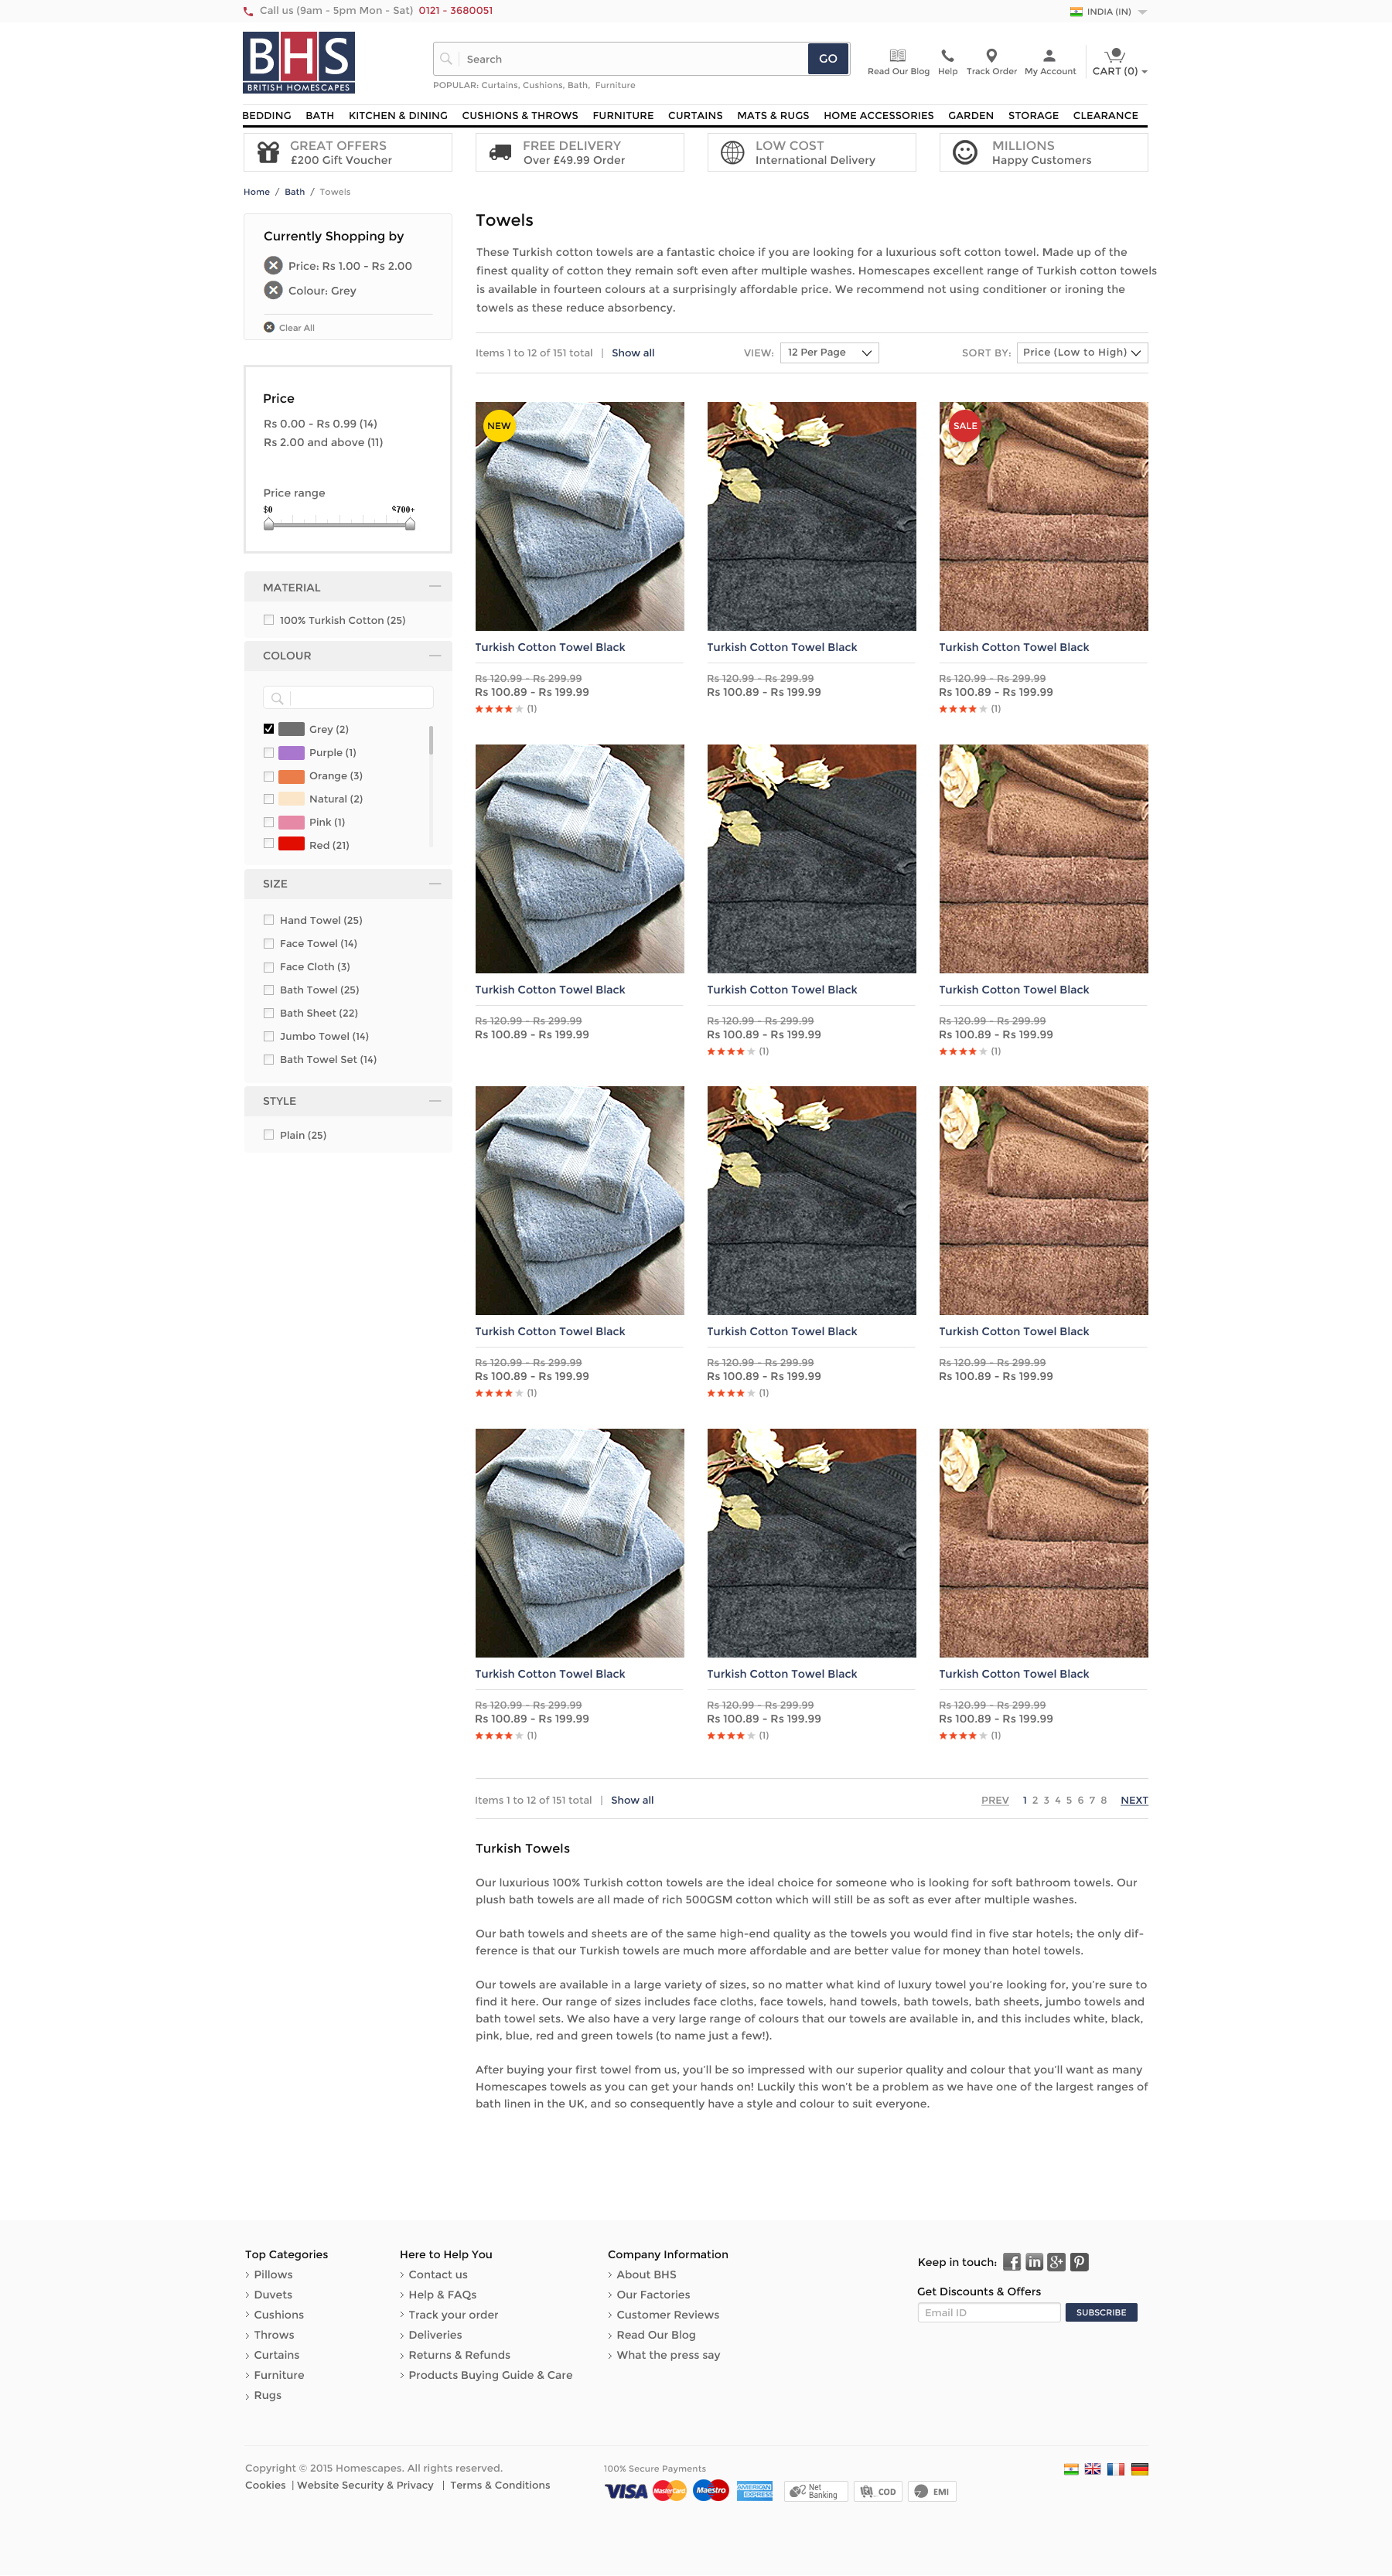 Call us (9am - 5pm Mon - Sat) 0121 - 3680051
INDIA (IN)
BHS
BRITISH HOMESCAPES
Search
GO
POPULAR: Curtains, Cushions, Bath, Furniture
Read Our Blog
Help
Track Order
My Account
CART (0)
BEDDING BATH KITCHEN & DINING CUSHIONS & THROWS FURNITURE CURTAINS MATS & RUGS HOME ACCESSORIES GARDEN STORAGE CLEARANCE
GREAT OFFERS
£200 Gift Voucher
FREE DELIVERY
Over £49.99 Order
LOW COST
International Delivery
MILLIONS
Happy Customers
Home / Bath / Towels
Currently Shopping by
Price: Rs 1.00 - Rs 2.00
Colour: Grey
Clear All
Price
Rs 0.00 - Rs 0.99 (14)
Rs 2.00 and above (11)
Price range
$0 $700+
MATERIAL
100% Turkish Cotton (25)
COLOUR
Grey (2)
Purple (1)
Orange (3)
Natural (2)
Pink (1)
Red (21)
SIZE
Hand Towel (25)
Face Towel (14)
Face Cloth (3)
Bath Towel (25)
Bath Sheet (22)
Jumbo Towel (14)
Bath Towel Set (14)
STYLE
Plain (25)
Towels
These Turkish cotton towels are a fantastic choice if you are looking for a luxurious soft cotton towel. Made up of the
finest quality of cotton they remain soft even after multiple washes. Homescapes excellent range of Turkish cotton towels
is available in fourteen colours at a surprisingly affordable price. We recommend not using conditioner or ironing the
towels as these reduce absorbency.
Items 1 to 12 of 151 total | Show all
VIEW: 12 Per Page
SORT BY: Price (Low to High)
NEW
SALE
Turkish Cotton Towel Black
Rs 120.99 - Rs 299.99
Rs 100.89 - Rs 199.99
(1)
Turkish Cotton Towel Black
Rs 120.99 - Rs 299.99
Rs 100.89 - Rs 199.99
Turkish Cotton Towel Black
Rs 120.99 - Rs 299.99
Rs 100.89 - Rs 199.99
(1)
Turkish Cotton Towel Black
Rs 120.99 - Rs 299.99
Rs 100.89 - Rs 199.99
Turkish Cotton Towel Black
Rs 120.99 - Rs 299.99
Rs 100.89 - Rs 199.99
(1)
Turkish Cotton Towel Black
Rs 120.99 - Rs 299.99
Rs 100.89 - Rs 199.99
(1)
Turkish Cotton Towel Black
Rs 120.99 - Rs 299.99
Rs 100.89 - Rs 199.99
(1)
Turkish Cotton Towel Black
Rs 120.99 - Rs 299.99
Rs 100.89 - Rs 199.99
(1)
Turkish Cotton Towel Black
Rs 120.99 - Rs 299.99
Rs 100.89 - Rs 199.99
Turkish Cotton Towel Black
Rs 120.99 - Rs 299.99
Rs 100.89 - Rs 199.99
(1)
Turkish Cotton Towel Black
Rs 120.99 - Rs 299.99
Rs 100.89 - Rs 199.99
(1)
Turkish Cotton Towel Black
Rs 120.99 - Rs 299.99
Rs 100.89 - Rs 199.99
(1)
Items 1 to 12 of 151 total | Show all
PREV 1 2 3 4 5 6 7 8 NEXT
Turkish Towels
Our luxurious 100% Turkish cotton towels are the ideal choice for someone who is looking for soft bathroom towels. Our
plush bath towels are all made of rich 500GSM cotton which will still be as soft as ever after multiple washes.
Our bath towels and sheets are of the same high-end quality as the towels you would find in five star hotels; the only dif-
ference is that our Turkish towels are much more affordable and are better value for money than hotel towels.
Our towels are available in a large variety of sizes, so no matter what kind of luxury towel you're looking for, you're sure to
find it here. Our range of sizes includes face cloths, face towels, hand towels, bath towels, bath sheets, jumbo towels and
bath towel sets. We also have a very large range of colours that our towels are available in, and this includes white, black,
pink, blue, red and green towels (to name just a few!).
After buying your first towel from us, you'll be so impressed with our superior quality and colour that you'll want as many
Homescapes towels as you can get your hands on! Luckily this won't be a problem as we have one of the largest ranges of
bath linen in the UK, and so consequently have a style and colour to suit everyone.
Top Categories
Pillows
Duvets
Cushions
Throws
Curtains
Furniture
Rugs
Here to Help You
Contact us
Help & FAQs
Track your order
Deliveries
Returns & Refunds
Products Buying Guide & Care
Company Information
About BHS
Our Factories
Customer Reviews
Read Our Blog
What the press say
Keep in touch: f in g+ P
Get Discounts & Offers
Email ID
SUBSCRIBE
Copyright © 2015 Homescapes. All rights reserved.
Cookies | Website Security & Privacy | Terms & Conditions
100% Secure Payments
VISA
MasterCard
Maestro
AMERICAN EXPRESS
Net Banking
COD
EMI